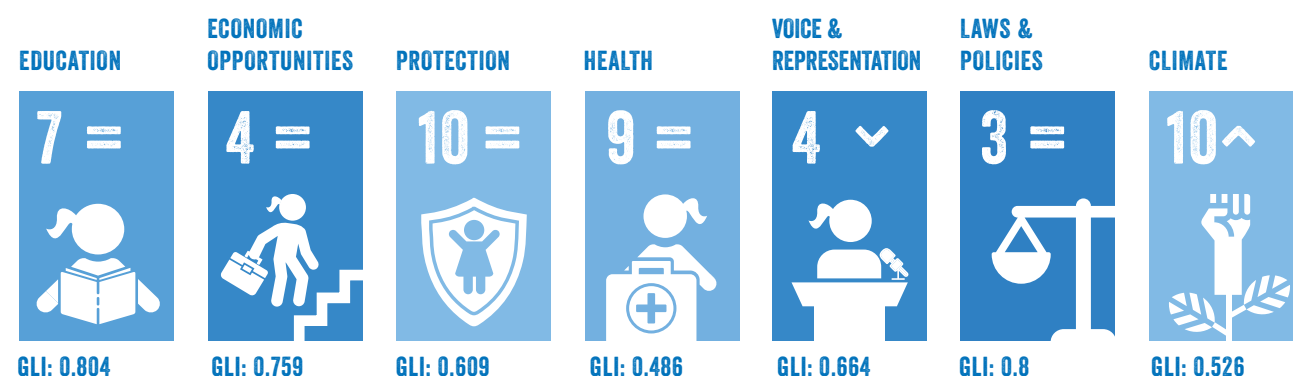 EDUCATION
7 =
GLI: 0.804
ECONOMIC
OPPORTUNITIES
4 =
GLI: 0.759
PROTECTION
10 =
GLI: 0.609
HEALTH
9 =
GLI: 0.486
VOICE &
REPRESENTATION
4
GLI: 0.664
LAWS &
POLICIES
3 =
GLI: 0.8
CLIMATE
10
GLI: 0.526